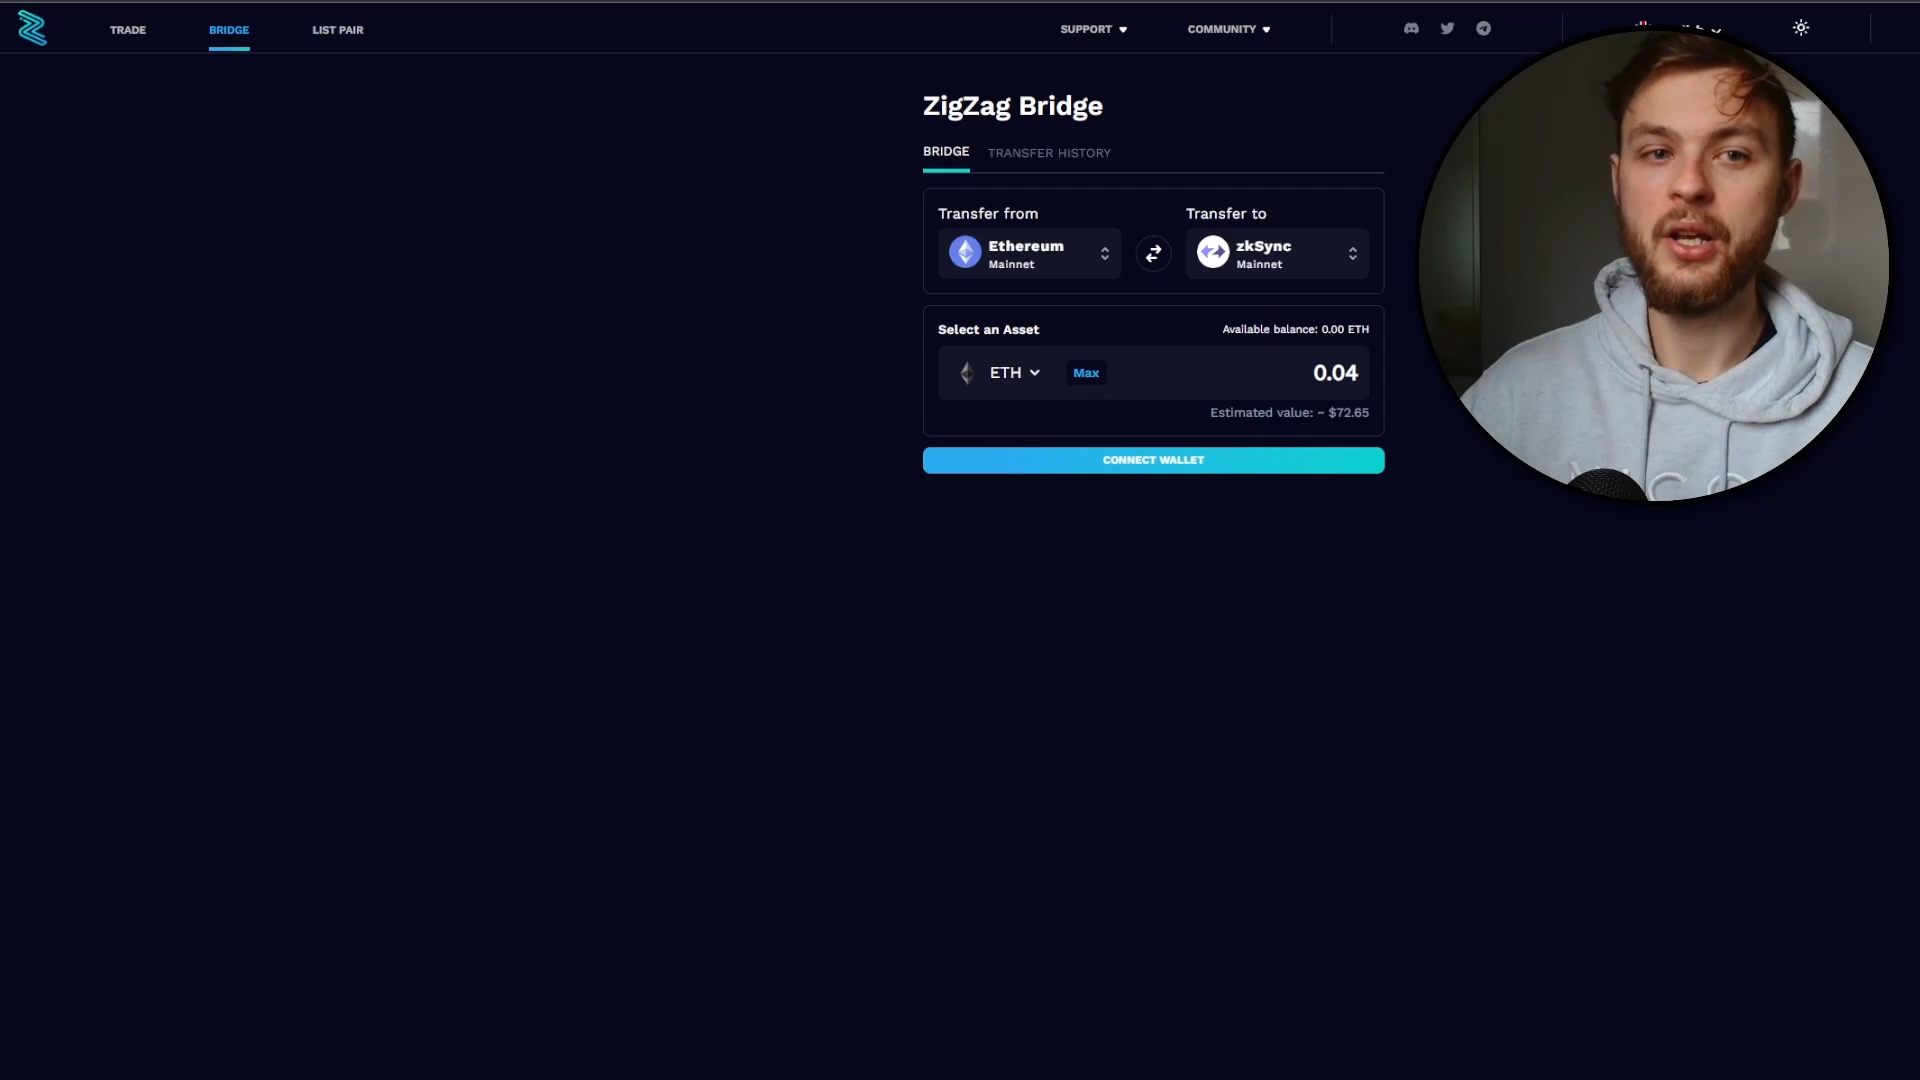 TRADE
BRIDGE
LIST PAIR
SUPPORT
COMMUNITY
ZigZag Bridge
BRIDGE
TRANSFER HISTORY
Transfer from
Transfer to
Ethereum
Mainnet
zkSync
Mainnet
Select an Asset
Available balance: 0.00 ETH
ETH
Max
0.04
Estimated value: ~ $72.65
CONNECT WALLET